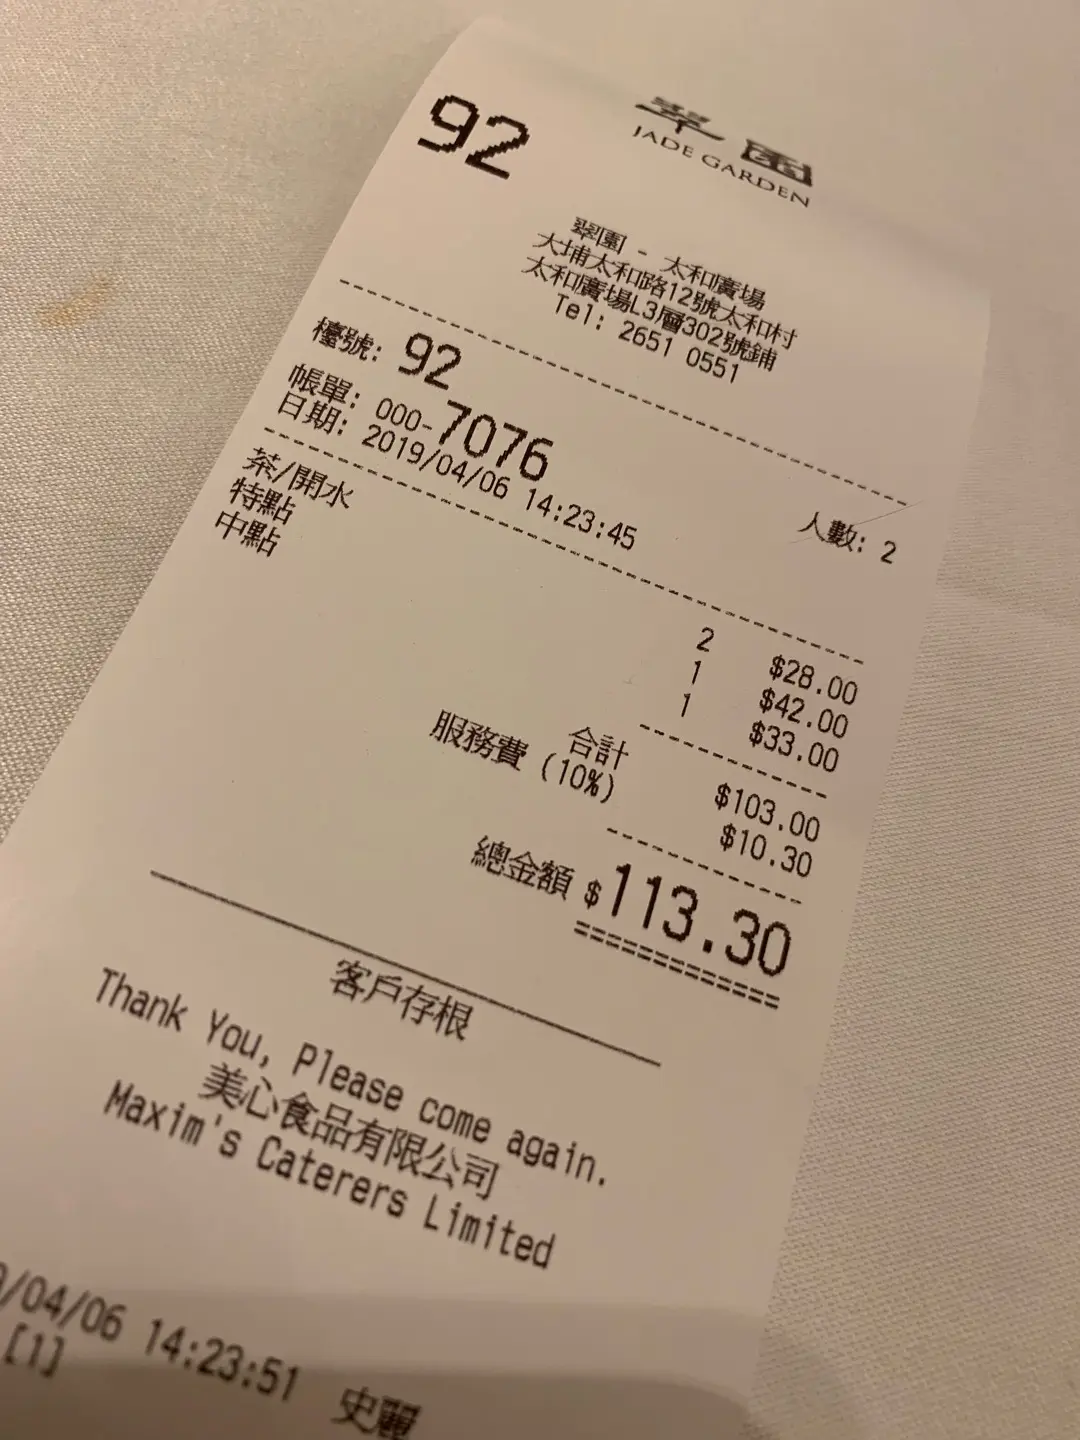 92
翠園
JADE GARDEN
翠園 - 太和廣場
大埔太和路12號太和村
太和廣場L3層302號鋪
Tel: 2651 0551
檯號: 92
帳單: 000-7076 人數: 2
日期: 2019/04/06 14:23:45
茶/開水 2 $28.00
特點 1 $42.00
中點 1 $33.00
合計 $103.00
服務費 (10%) $10.30
總金額 $113.30
客戶存根
Thank You, Please come again.
美心食品有限公司
Maxim's Caterers Limited
/04/06 14:23:51
[1] 史麗